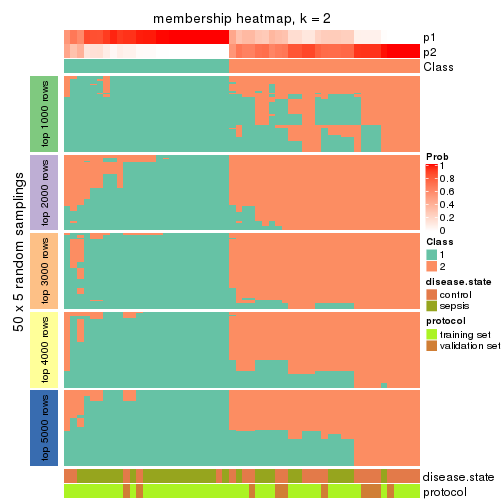 membership heatmap, k = 2
p1
p2
Class
50 x 5 random samplings
top 1000 rows
top 2000 rows
top 3000 rows
top 4000 rows
top 5000 rows
Prob
1
0.8
0.6
0.4
0.2
0
Class
1
2
disease.state
control
sepsis
protocol
training set
validation set
disease.state
protocol